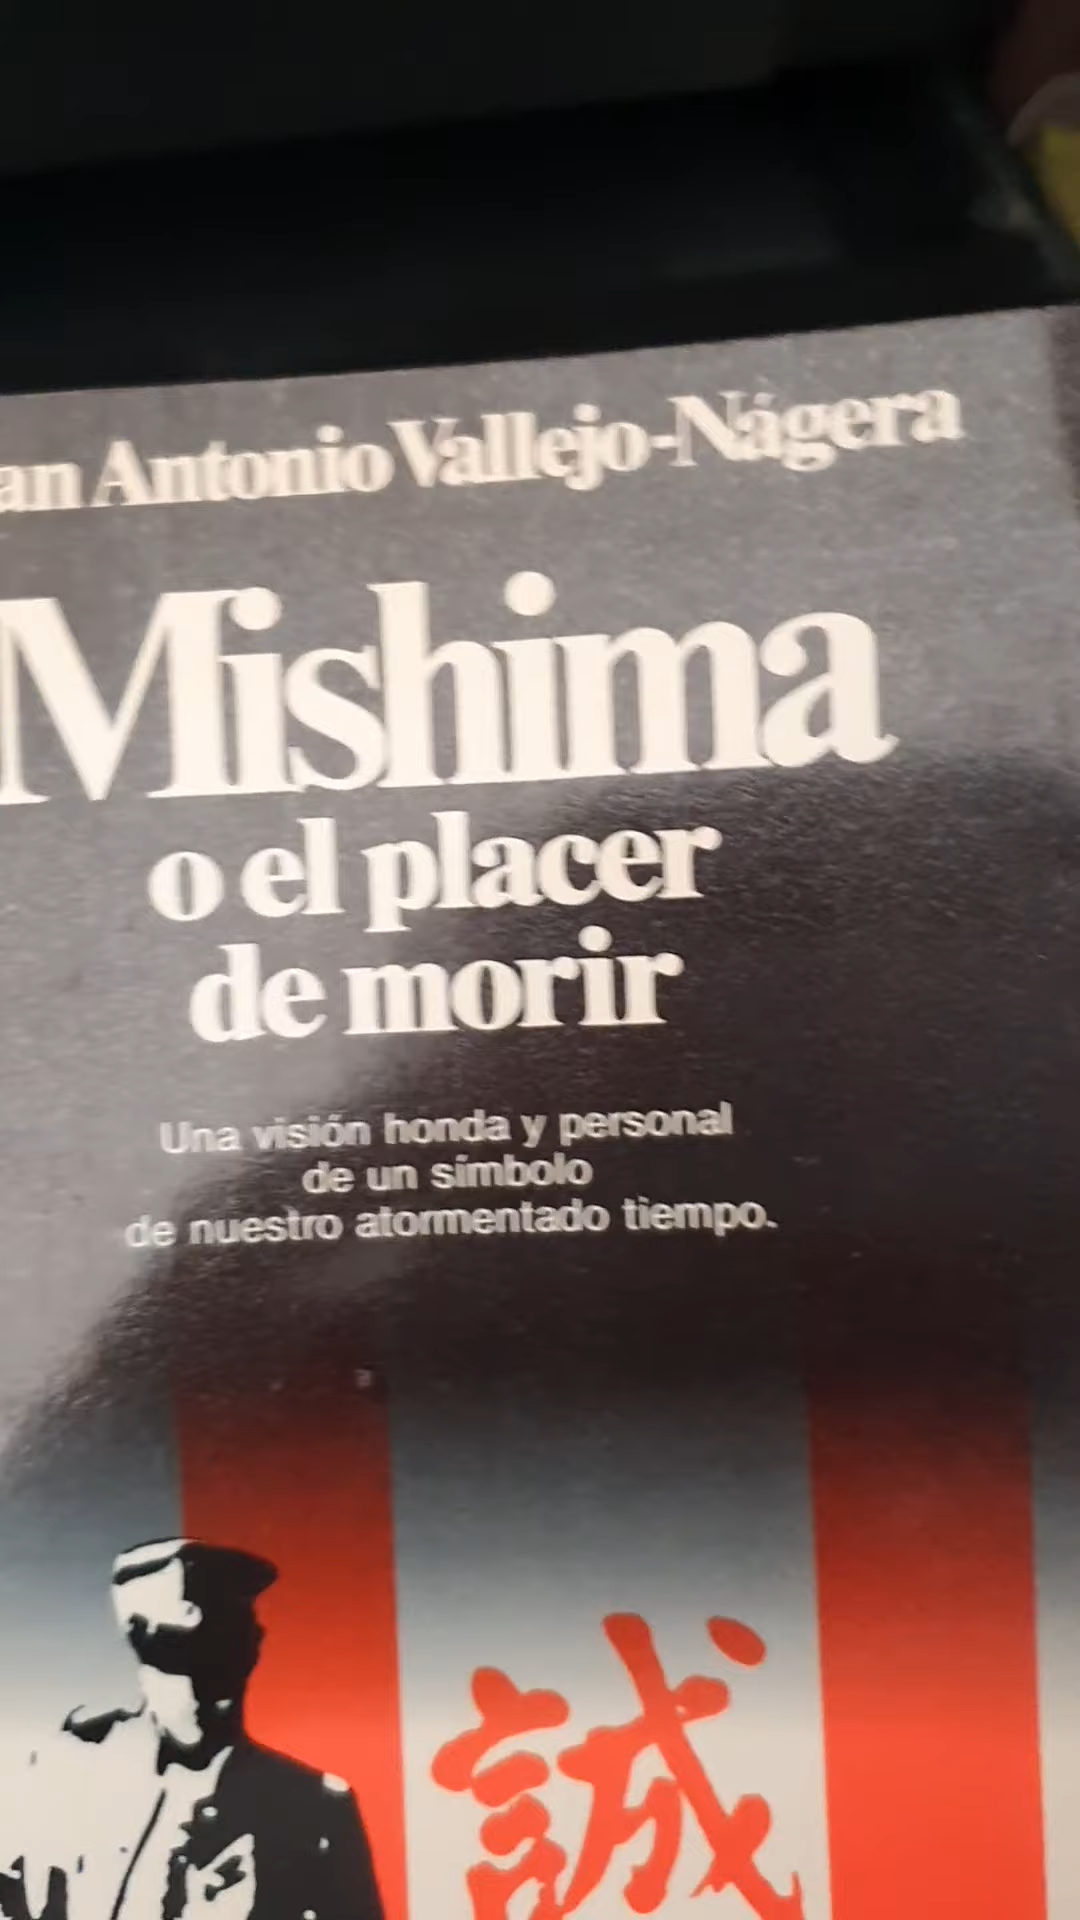 an Antonio Vallejo-Nágera
Mishima
o el placer
de morir
Una visión honda y personal
de un símbolo
de nuestro atormentado tiempo.
誠